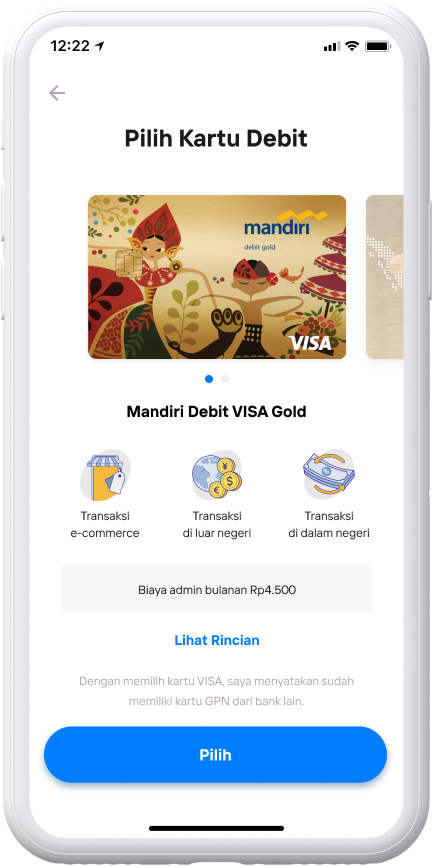 12:22
Pilih Kartu Debit
mandiri
debit gold
VISA
Mandiri Debit VISA Gold
¥
$
€
Transaksi
e-commerce
Transaksi
di luar negeri
Transaksi
di dalam negeri
Biaya admin bulanan Rp4.500
Lihat Rincian
Dengan memilih kartu VISA, saya menyatakan sudah
memiliki kartu GPN dari bank lain.
Pilih